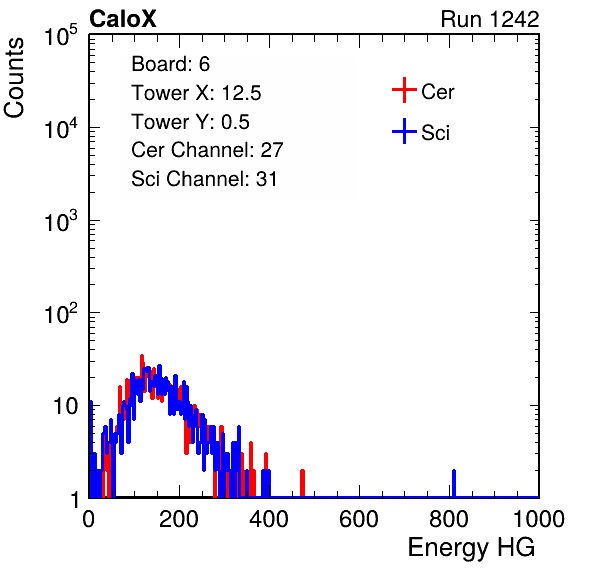 CaloX Run 1242
Counts
Board: 6
Tower X: 12.5
Tower Y: 0.5
Cer Channel: 27
Sci Channel: 31
Cer
Sci
10^5
10^4
10^3
10^2
10
1
0 200 400 600 800 1000
Energy HG